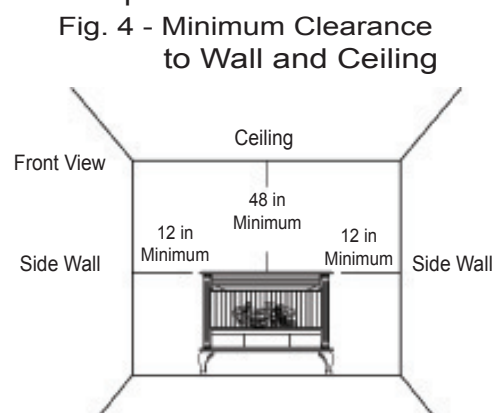 Fig. 4 - Minimum Clearance
to Wall and Ceiling
Ceiling
Front View
48 in
Minimum
12 in
Minimum
12 in
Minimum
Side Wall
Side Wall